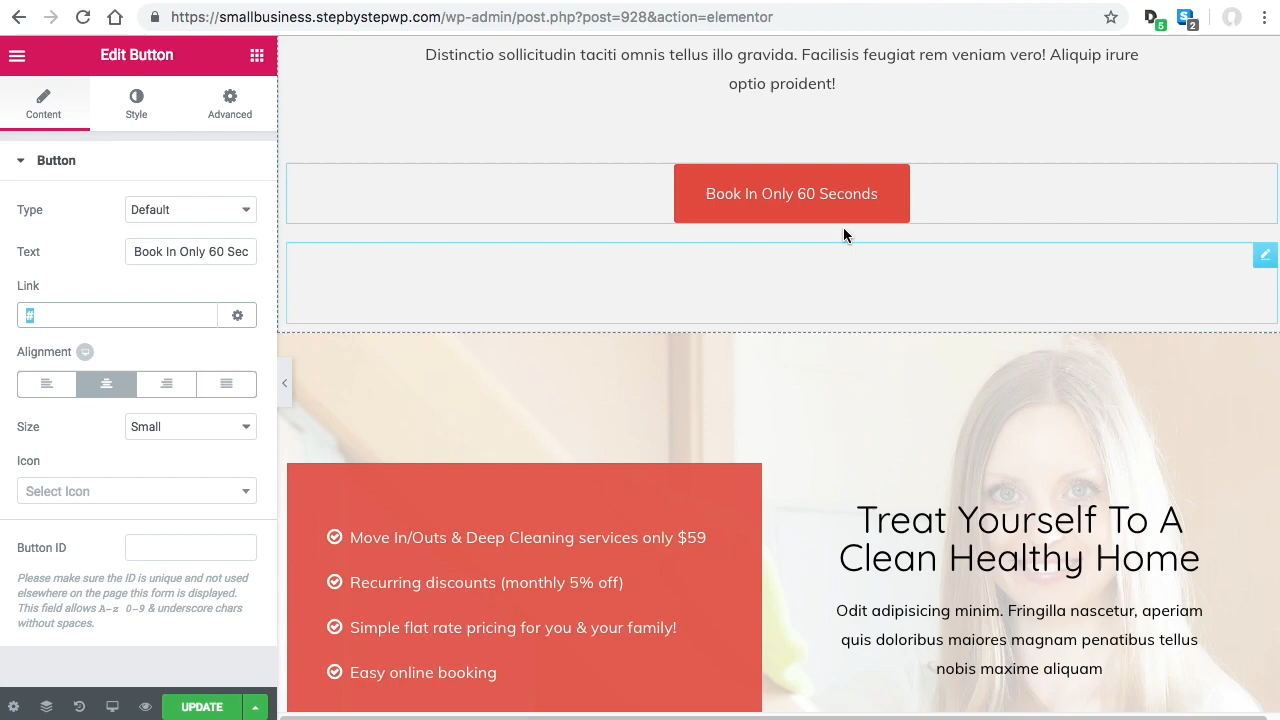 https://smallbusiness.stepbystepwp.com/wp-admin/post.php?post=928&action=elementor
5
2
Edit Button
Content
Style
Advanced
Button
Type
Default
Text
Book In Only 60 Sec
Link
#
Alignment
Size
Small
Icon
Select Icon
Button ID
Please make sure the ID is unique and not used
elsewhere on the page this form is displayed.
This field allows A-z 0-9 & underscore chars
without spaces.
UPDATE
Distinctio sollicitudin taciti omnis tellus illo gravida. Facilisis feugiat rem veniam vero! Aliquip irure
optio proident!
Book In Only 60 Seconds
Move In/Outs & Deep Cleaning services only $59
Recurring discounts (monthly 5% off)
Simple flat rate pricing for you & your family!
Easy online booking
Treat Yourself To A
Clean Healthy Home
Odit adipisicing minim. Fringilla nascetur, aperiam
quis doloribus maiores magnam penatibus tellus
nobis maxime aliquam